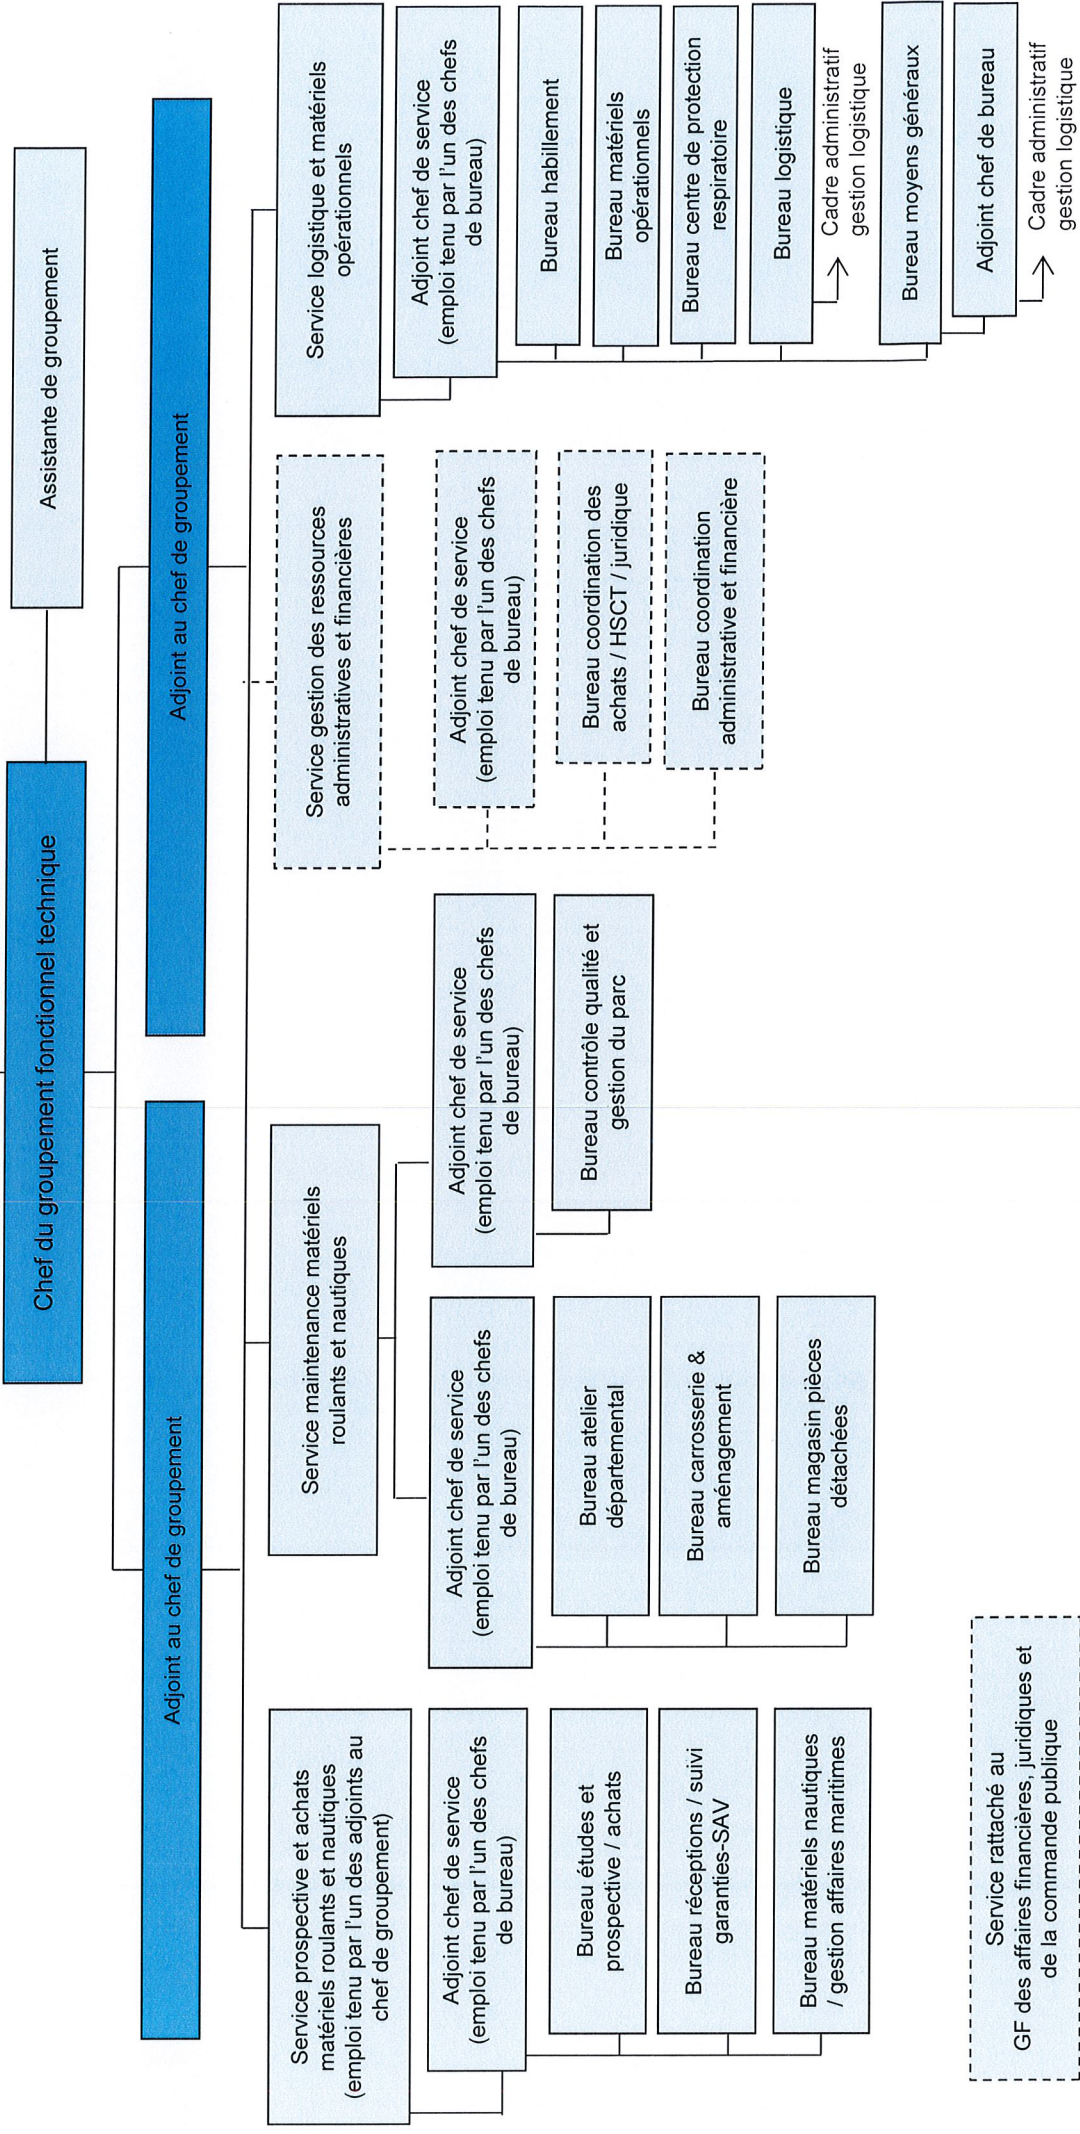 Chef du groupement fonctionnel technique
Assistante de groupement
Adjoint au chef de groupement
Adjoint au chef de groupement
Service prospective et achats
matériels roulants et nautiques
(emploi tenu par l'un des adjoints au
chef de groupement)
Adjoint chef de service
(emploi tenu par l'un des chefs
de bureau)
Bureau études et
prospective / achats
Bureau réceptions / suivi
garanties-SAV
Bureau matériels nautiques
/ gestion affaires maritimes
Service maintenance matériels
roulants et nautiques
Adjoint chef de service
(emploi tenu par l'un des chefs
de bureau)
Bureau atelier
départemental
Bureau carrosserie &
aménagement
Bureau magasin pièces
détachées
Adjoint chef de service
(emploi tenu par l'un des chefs
de bureau)
Bureau contrôle qualité et
gestion du parc
Service gestion des ressources
administratives et financières
Adjoint chef de service
(emploi tenu par l'un des chefs
de bureau)
Bureau coordination des
achats / HSCT / juridique
Bureau coordination
administrative et financière
Service logistique et matériels
opérationnels
Adjoint chef de service
(emploi tenu par l'un des chefs
de bureau)
Bureau habillement
Bureau matériels
opérationnels
Bureau centre de protection
respiratoire
Bureau logistique
Cadre administratif
gestion logistique
Bureau moyens généraux
Adjoint chef de bureau
Cadre administratif
gestion logistique
Service rattaché au
GF des affaires financières, juridiques et
de la commande publique